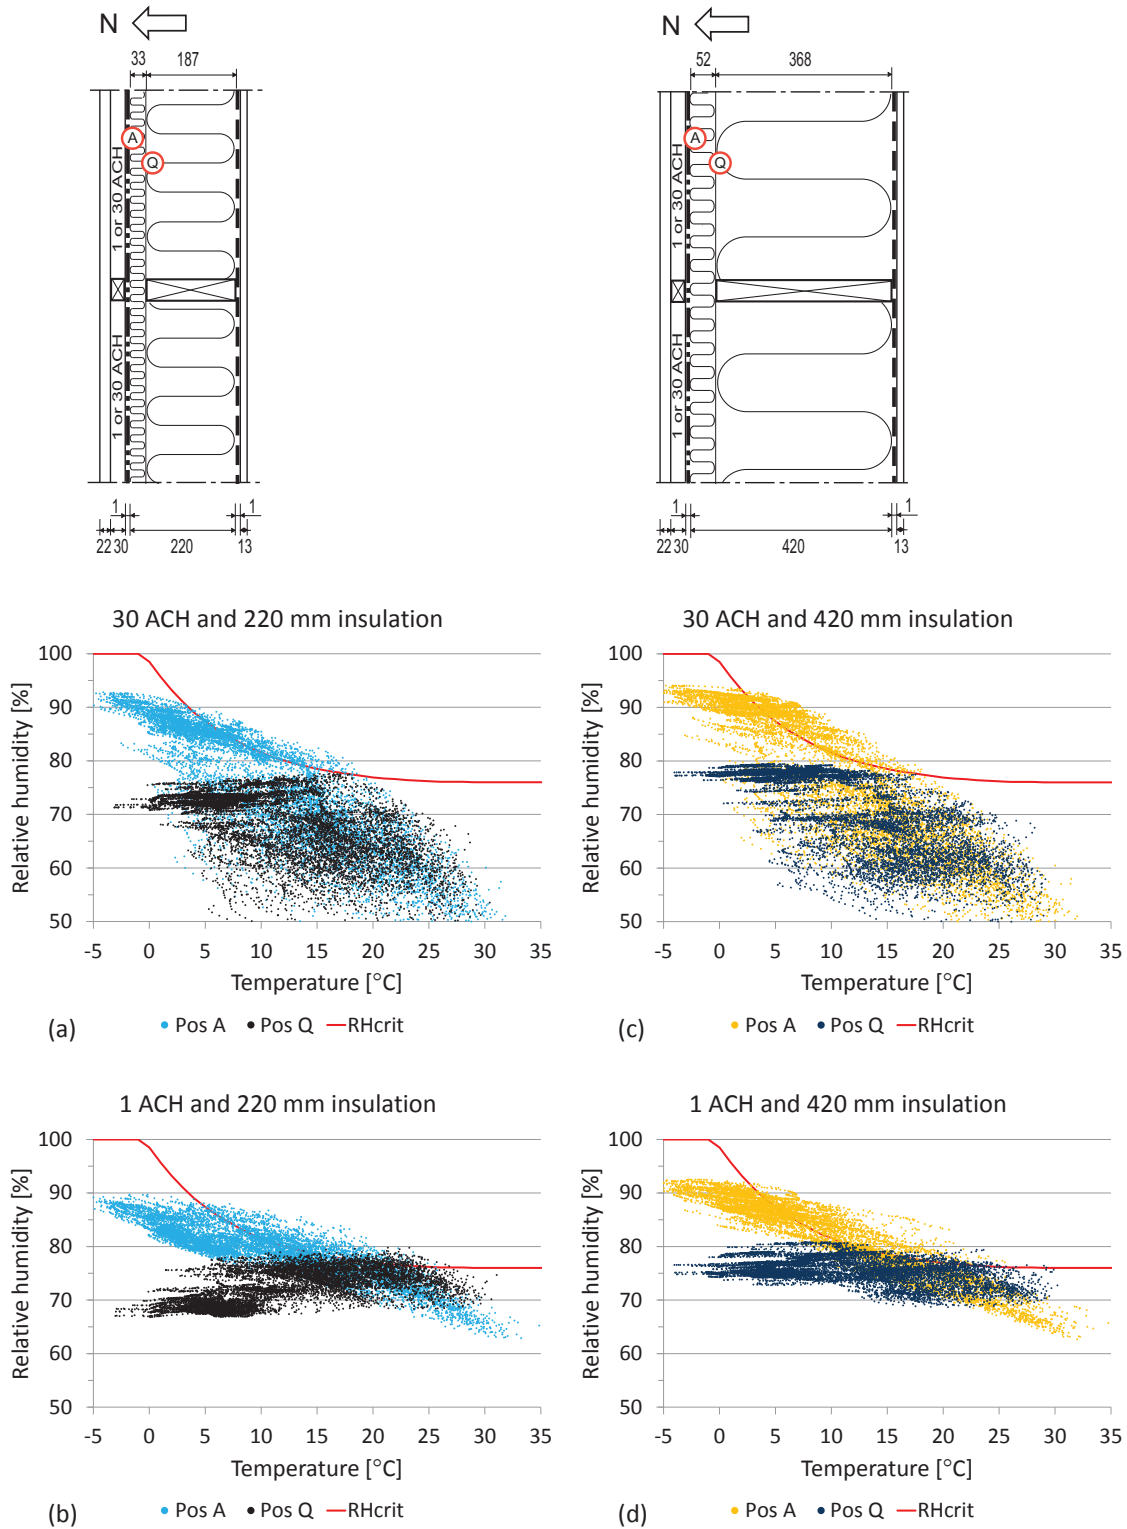 N
33 187
A
Q
1 or 30 ACH
1 or 30 ACH
1 1
22 30 220 13
N
52 368
A
Q
1 or 30 ACH
1 or 30 ACH
1 1
22 30 420 13
30 ACH and 220 mm insulation
Relative humidity [%]
100
90
80
70
60
50
-5 0 5 10 15 20 25 30 35
Temperature [°C]
(a) Pos A Pos Q RHcrit
30 ACH and 420 mm insulation
Relative humidity [%]
100
90
80
70
60
50
-5 0 5 10 15 20 25 30 35
Temperature [°C]
(c) Pos A Pos Q RHcrit
1 ACH and 220 mm insulation
Relative humidity [%]
100
90
80
70
60
50
-5 0 5 10 15 20 25 30 35
Temperature [°C]
(b) Pos A Pos Q RHcrit
1 ACH and 420 mm insulation
Relative humidity [%]
100
90
80
70
60
50
-5 0 5 10 15 20 25 30 35
Temperature [°C]
(d) Pos A Pos Q RHcrit